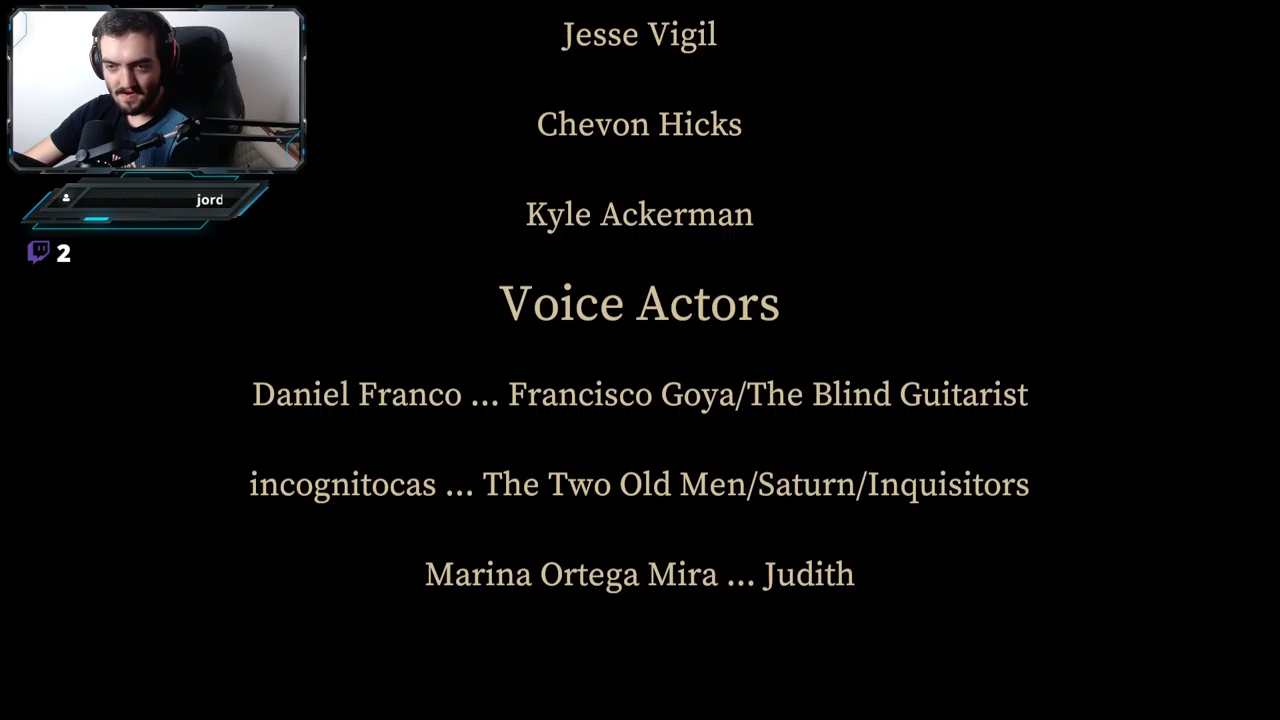 Jesse Vigil
Chevon Hicks
Kyle Ackerman
jord
2
Voice Actors
Daniel Franco ... Francisco Goya/The Blind Guitarist
incognitocas ... The Two Old Men/Saturn/Inquisitors
Marina Ortega Mira ... Judith